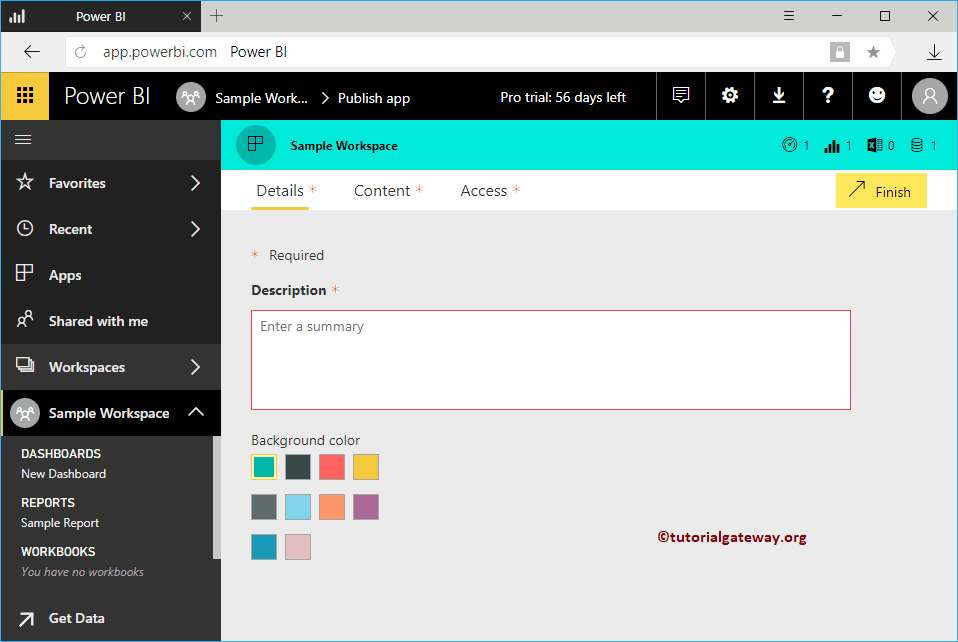 Power BI
app.powerbi.com Power BI
Power BI Sample Work... Publish app Pro trial: 56 days left ?
Sample Workspace 1 1 0 1
Favorites
Recent
Apps
Shared with me
Workspaces
Sample Workspace
DASHBOARDS
New Dashboard
REPORTS
Sample Report
WORKBOOKS
You have no workbooks
Get Data
Details * Content * Access * Finish
* Required
Description *
Enter a summary
Background color
©tutorialgateway.org